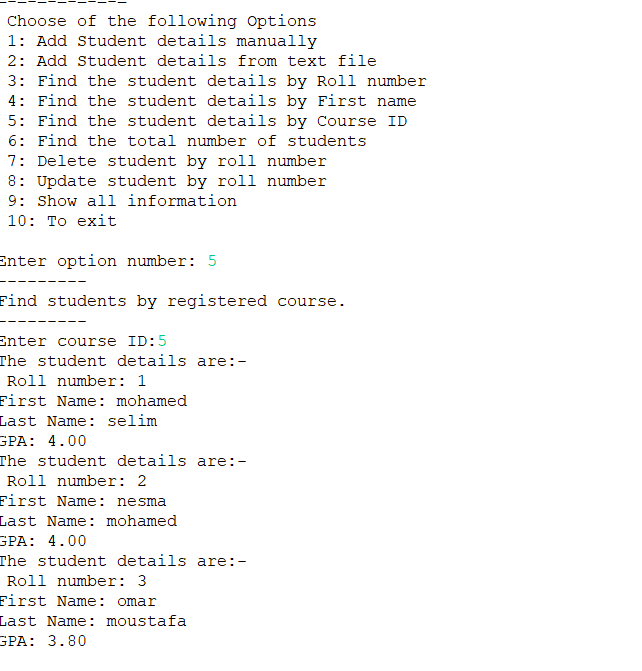 -------------
Choose of the following Options
1: Add Student details manually
2: Add Student details from text file
3: Find the student details by Roll number
4: Find the student details by First name
5: Find the student details by Course ID
6: Find the total number of students
7: Delete student by roll number
8: Update student by roll number
9: Show all information
10: To exit
Enter option number: 5
---------
Find students by registered course.
---------
Enter course ID:5
The student details are:-
Roll number: 1
First Name: mohamed
Last Name: selim
GPA: 4.00
The student details are:-
Roll number: 2
First Name: nesma
Last Name: mohamed
GPA: 4.00
The student details are:-
Roll number: 3
First Name: omar
Last Name: moustafa
GPA: 3.80